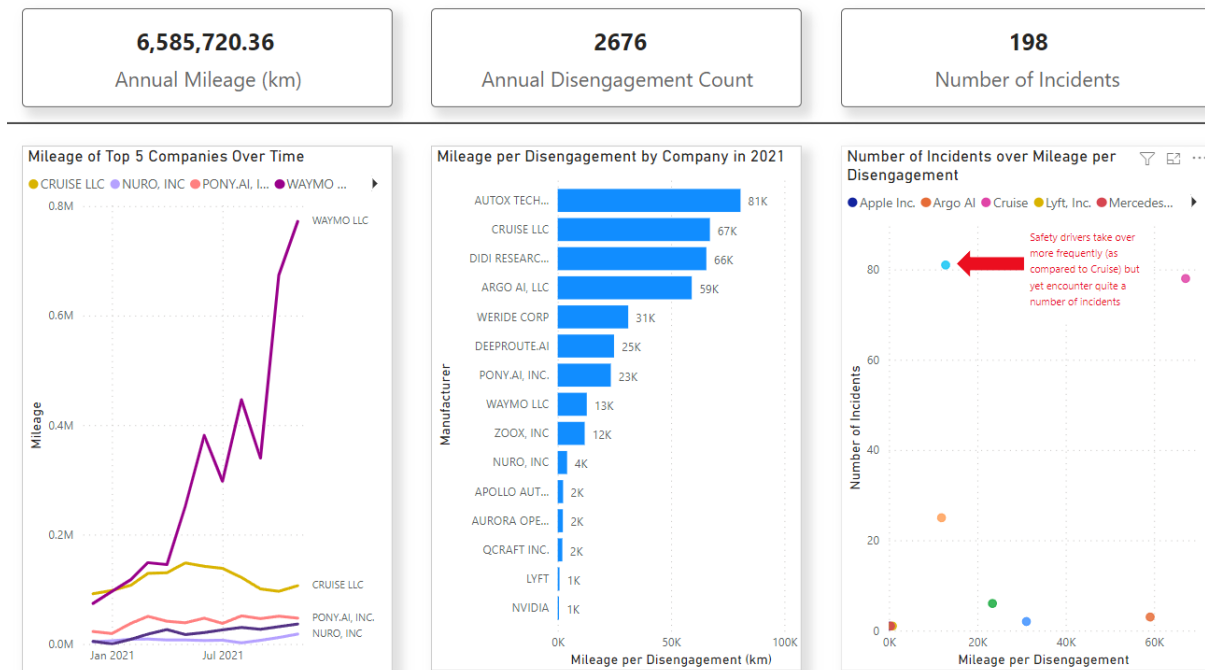 6,585,720.36
Annual Mileage (km)
2676
Annual Disengagement Count
198
Number of Incidents
Mileage of Top 5 Companies Over Time
CRUISE LLC NURO, INC PONY.AI, I... WAYMO ...
0.8M
0.6M
0.4M
0.2M
0.0M
Mileage
WAYMO LLC
CRUISE LLC
PONY.AI, INC.
NURO, INC
Jan 2021 Jul 2021
Mileage per Disengagement by Company in 2021
Manufacturer
AUTOX TECH... 81K
CRUISE LLC 67K
DIDI RESEARC... 66K
ARGO AI, LLC 59K
WERIDE CORP 31K
DEEPROUTE.AI 25K
PONY.AI, INC. 23K
WAYMO LLC 13K
ZOOX, INC 12K
NURO, INC 4K
APOLLO AUT... 2K
AURORA OPE... 2K
QCRAFT INC. 2K
LYFT 1K
NVIDIA 1K
0K 50K 100K
Mileage per Disengagement (km)
Number of Incidents over Mileage per
Disengagement
Apple Inc. Argo AI Cruise Lyft, Inc. Mercedes...
Safety drivers take over
more frequently (as
compared to Cruise) but
yet encounter quite a
number of incidents
80
60
40
20
0
Number of Incidents
0K 20K 40K 60K
Mileage per Disengagement